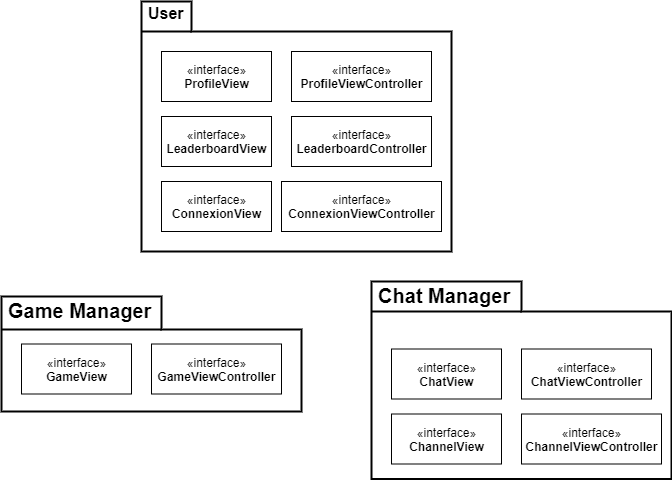 User
«interface»
ProfileView
«interface»
ProfileViewController
«interface»
LeaderboardView
«interface»
LeaderboardController
«interface»
ConnexionView
«interface»
ConnexionViewController
Game Manager
«interface»
GameView
«interface»
GameViewController
Chat Manager
«interface»
ChatView
«interface»
ChatViewController
«interface»
ChannelView
«interface»
ChannelViewController